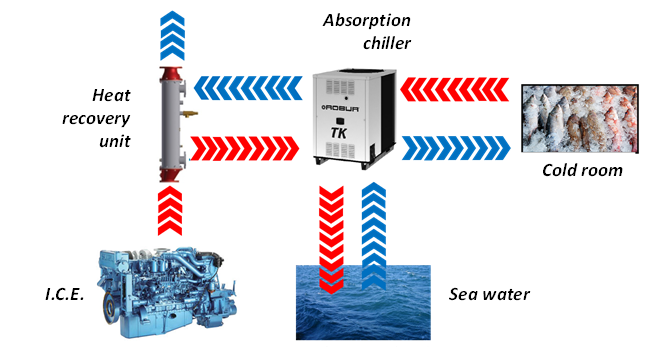 Absorption
chiller
Heat
recovery
unit
ROBUR
TK
Cold room
I.C.E.
Sea water